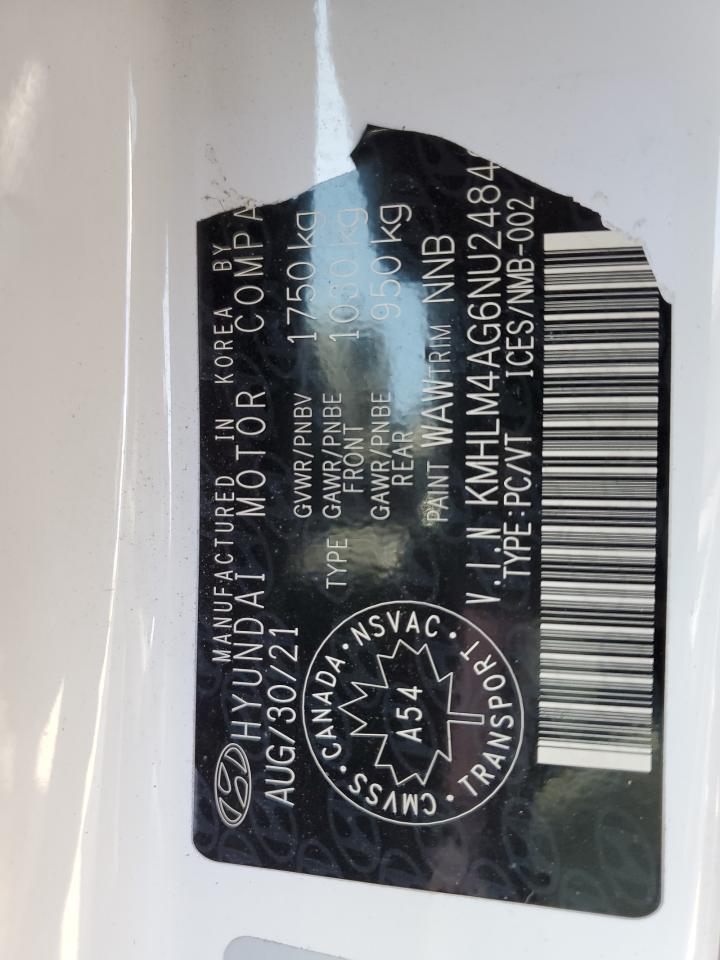 MANUFACTURED IN KOREA BY
HYUNDAI MOTOR COMPA
AUG/30/21
GVWR/PNBV 1750 kg
TYPE GAWR/PNBE FRONT 1030 kg
GAWR/PNBE REAR 950 kg
PAINT WAW TRIM NNB
V.I.N KMHLM4AG6NU2484
TYPE:PC/VT ICES/NMB-002
CMVSS • CANADA • NSVAC •
TRANSPORT •
A54